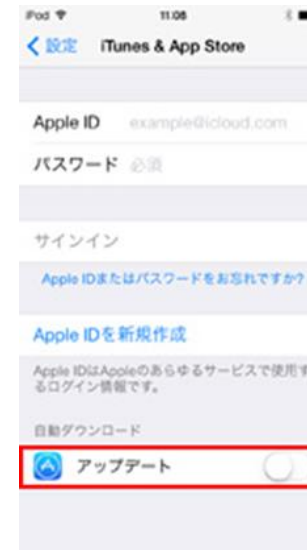 iPod 11:08
設定 iTunes & App Store
Apple ID example@icloud.com
パスワード 必須
サインイン
Apple IDまたはパスワードをお忘れですか?
Apple IDを新規作成
Apple IDはAppleのあらゆるサービスで使用す
るログイン情報です。
自動ダウンロード
アップデート